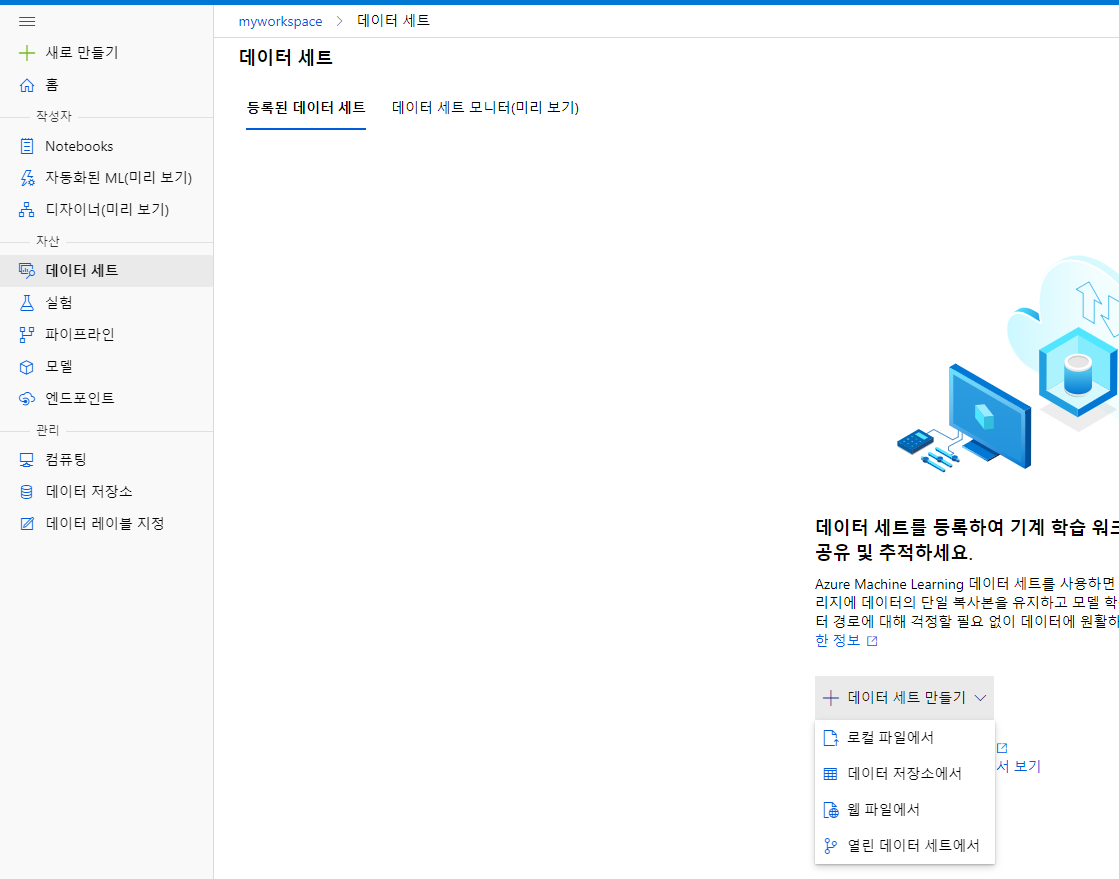 myworkspace > 데이터 세트
새로 만들기
홈
작성자
Notebooks
자동화된 ML(미리 보기)
디자이너(미리 보기)
자산
데이터 세트
실험
파이프라인
모델
엔드포인트
관리
컴퓨팅
데이터 저장소
데이터 레이블 지정
데이터 세트
등록된 데이터 세트
데이터 세트 모니터(미리 보기)
데이터 세트를 등록하여 기계 학습
공유 및 추적하세요.
Azure Machine Learning 데이터 세트를 사용하면
리지에 데이터의 단일 복사본을 유지하고 모델 학
터 경로에 대해 걱정할 필요 없이 데이터에 원활하
한 정보
데이터 세트 만들기
로컬 파일에서
데이터 저장소에서
웹 파일에서
열린 데이터 세트에서
서 보기